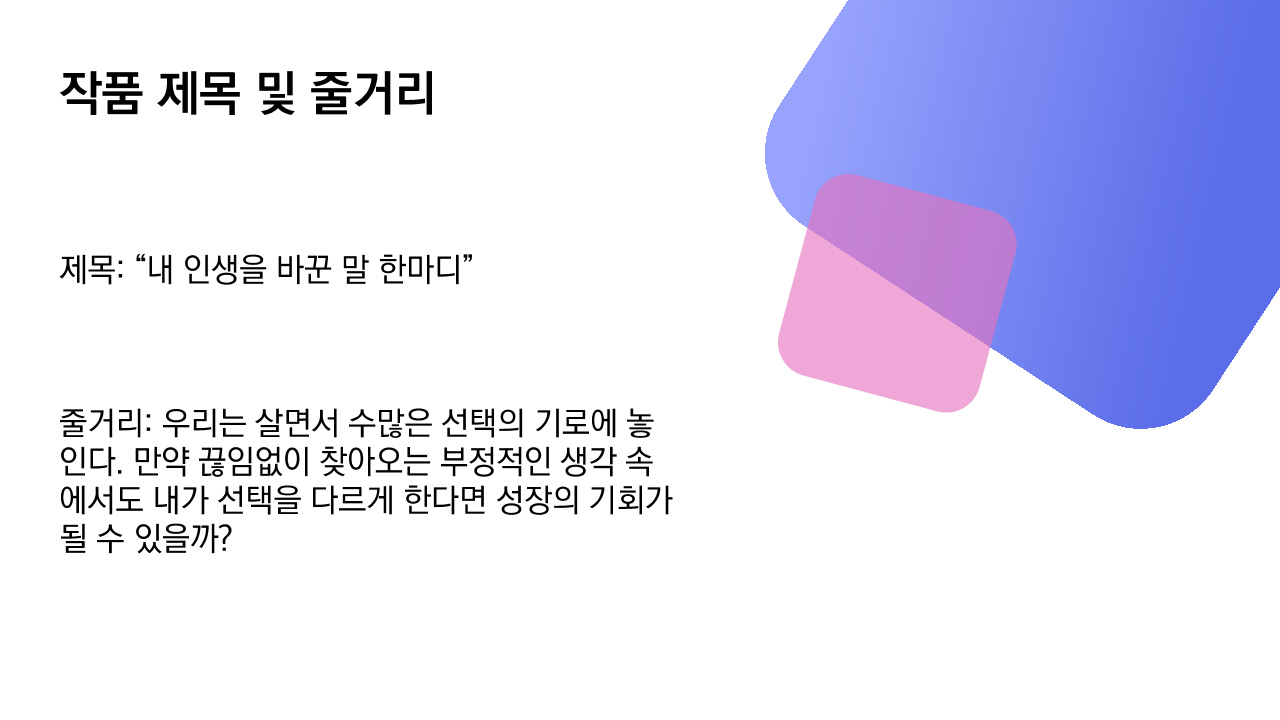 작품 제목 및 줄거리
제목: “내 인생을 바꾼 말 한마디”
줄거리: 우리는 살면서 수많은 선택의 기로에 놓
인다. 만약 끊임없이 찾아오는 부정적인 생각 속
에서도 내가 선택을 다르게 한다면 성장의 기회가
될 수 있을까?